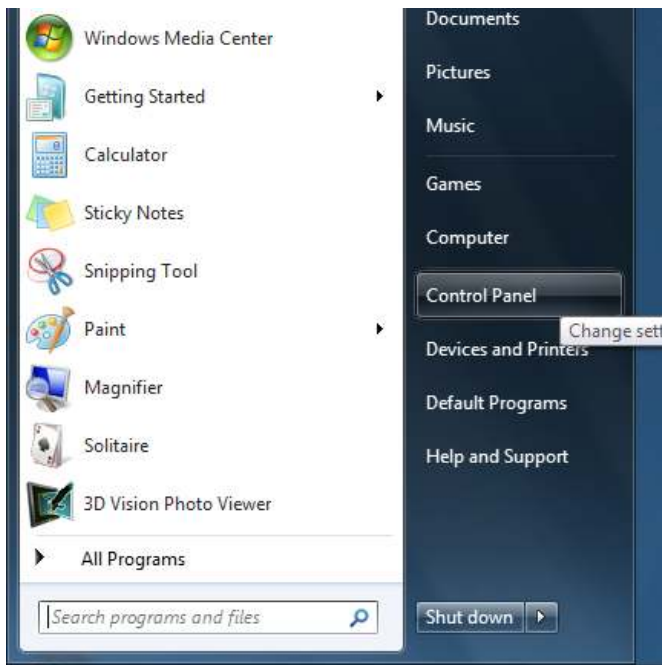 Windows Media Center
Getting Started
Calculator
Sticky Notes
Snipping Tool
Paint
Magnifier
Solitaire
3D Vision Photo Viewer
All Programs
Search programs and files
Documents
Pictures
Music
Games
Computer
Control Panel
Change sett
Devices and Printers
Default Programs
Help and Support
Shut down